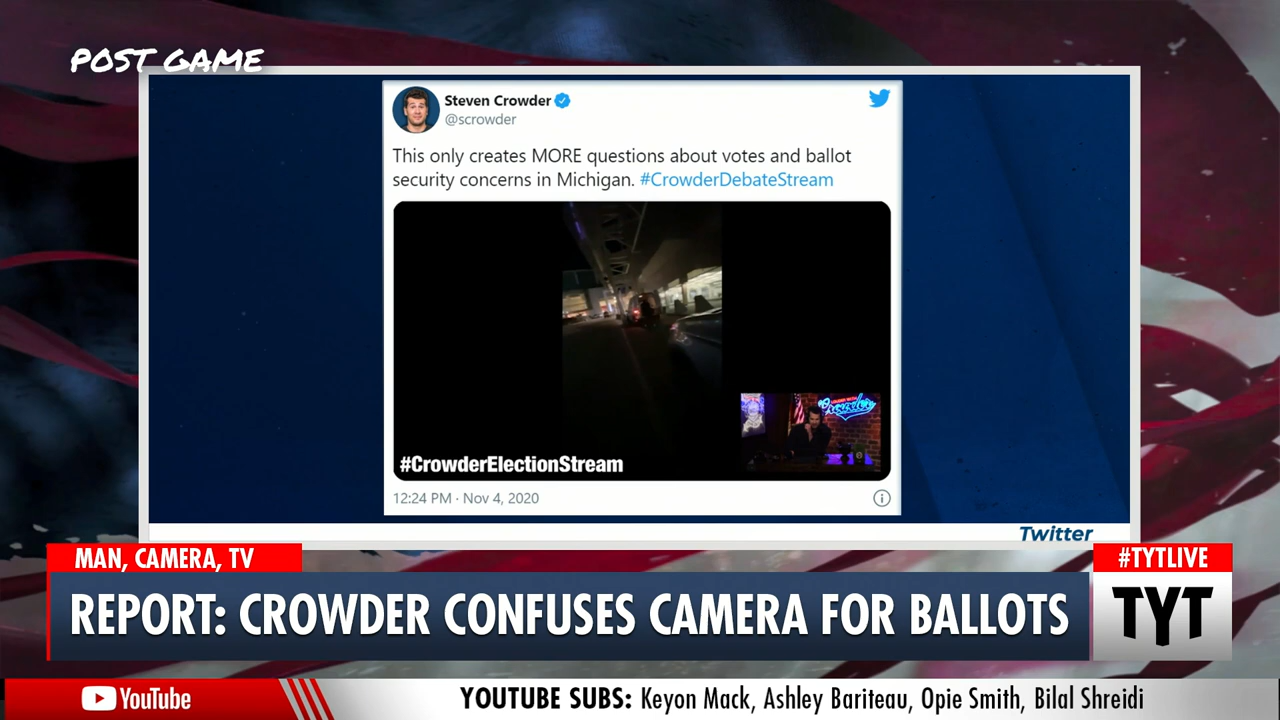 POST GAME
Steven Crowder
@scrowder
This only creates MORE questions about votes and ballot
security concerns in Michigan. #CrowderDebateStream
#CrowderElectionStream
12:24 PM · Nov 4, 2020
Twitter
MAN, CAMERA, TV
#TYTLIVE
REPORT: CROWDER CONFUSES CAMERA FOR BALLOTS
TYT
YouTube
YOUTUBE SUBS: Keyon Mack, Ashley Bariteau, Opie Smith, Bilal Shreidi